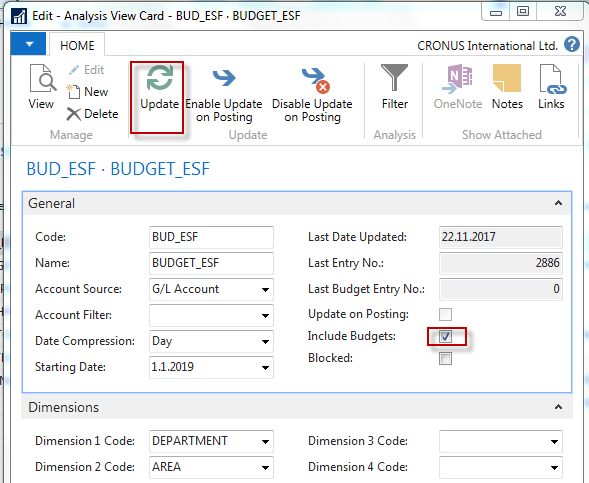 Edit - Analysis View Card - BUD_ESF · BUDGET_ESF
HOME
CRONUS International Ltd.
View
Edit
New
Delete
Manage
Update
Enable Update on Posting
Disable Update on Posting
Update
Filter
Analysis
OneNote
Notes
Links
Show Attached
BUD_ESF · BUDGET_ESF
General
Code: BUD_ESF
Name: BUDGET_ESF
Account Source: G/L Account
Account Filter:
Date Compression: Day
Starting Date: 1.1.2019
Last Date Updated: 22.11.2017
Last Entry No.: 2886
Last Budget Entry No.: 0
Update on Posting:
Include Budgets:
Blocked:
Dimensions
Dimension 1 Code: DEPARTMENT
Dimension 2 Code: AREA
Dimension 3 Code:
Dimension 4 Code: